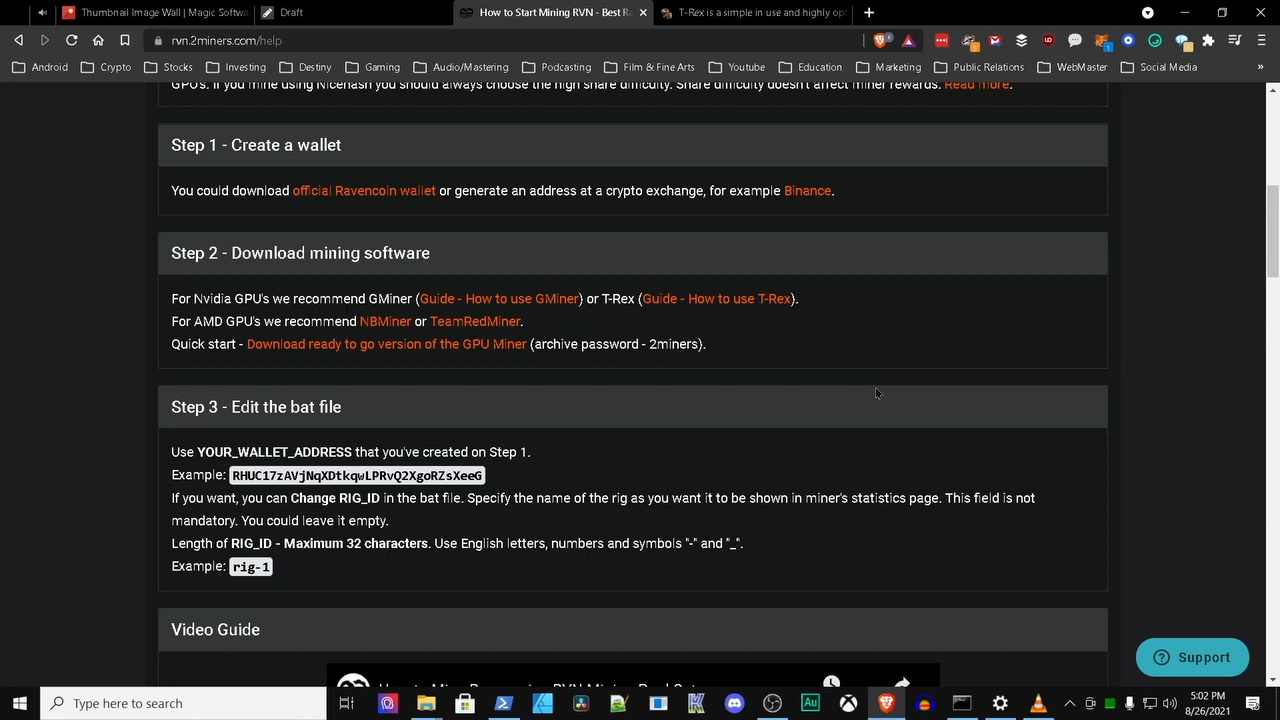 Thumbnail Image Wall | Magic Softwa
Draft
How to Start Mining RVN - Best Ra
T-Rex is a simple in use and highly opt
rvn.2miners.com/help
Android
Crypto
Stocks
Investing
Destiny
Gaming
Audio/Mastering
Podcasting
Film & Fine Arts
Youtube
Education
Marketing
Public Relations
WebMaster
Social Media
»
GPUs. If you mine using Nicehash you should always choose the high share difficulty. Share difficulty doesn't affect miner rewards. Read more.
Step 1 - Create a wallet
You could download official Ravencoin wallet or generate an address at a crypto exchange, for example Binance.
Step 2 - Download mining software
For Nvidia GPU's we recommend GMiner (Guide - How to use GMiner) or T-Rex (Guide - How to use T-Rex).
For AMD GPU's we recommend NBMiner or TeamRedMiner.
Quick start - Download ready to go version of the GPU Miner (archive password - 2miners).
Step 3 - Edit the bat file
Use YOUR_WALLET_ADDRESS that you've created on Step 1.
Example: RHUC17zAVjNqXDtkqwLPRvQ2XgoRZsXeeG
If you want, you can Change RIG_ID in the bat file. Specify the name of the rig as you want it to be shown in miner's statistics page. This field is not
mandatory. You could leave it empty.
Length of RIG_ID - Maximum 32 characters. Use English letters, numbers and symbols "-" and "_".
Example: rig-1
Video Guide
Support
Type here to search
5:02 PM
8/26/2021